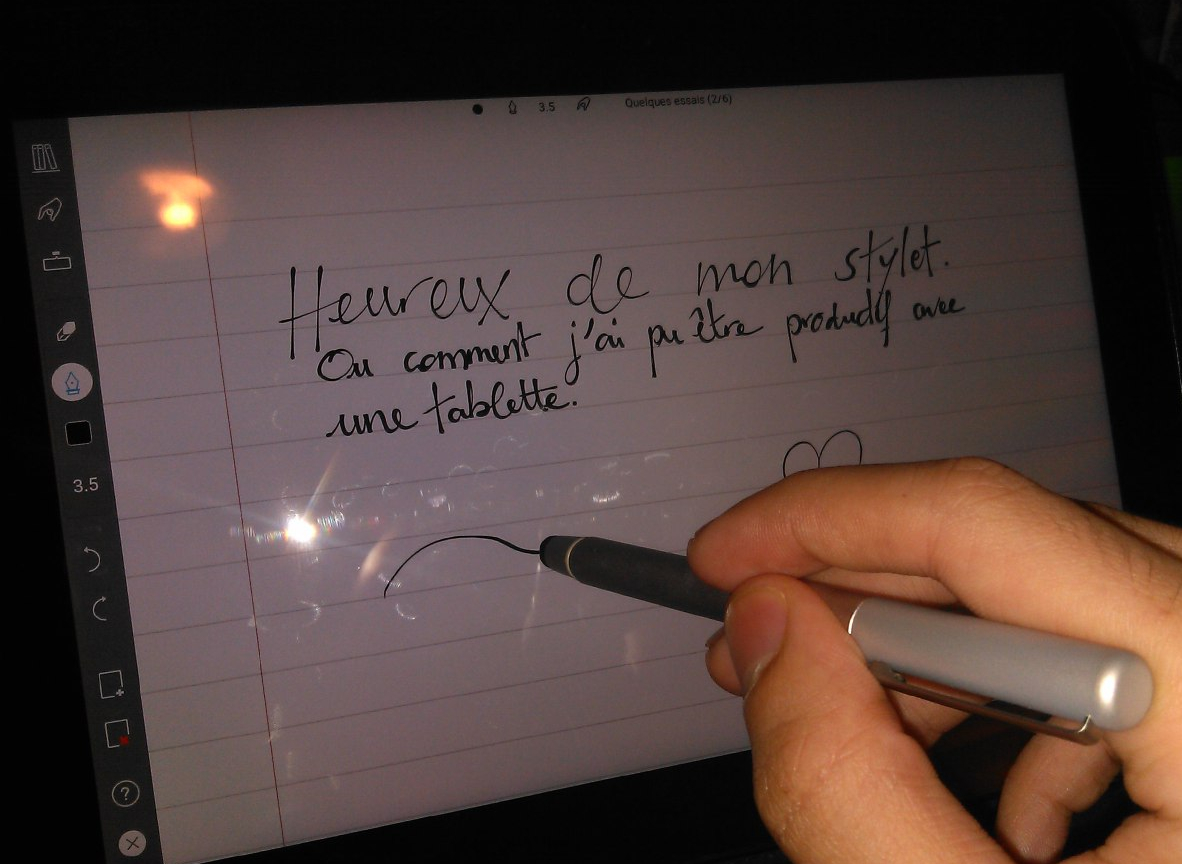 3.5 Quelques essais (2/6)
Heureux de mon stylet.
Ou comment j'ai pu être productif avec
une tablette.
3.5
?